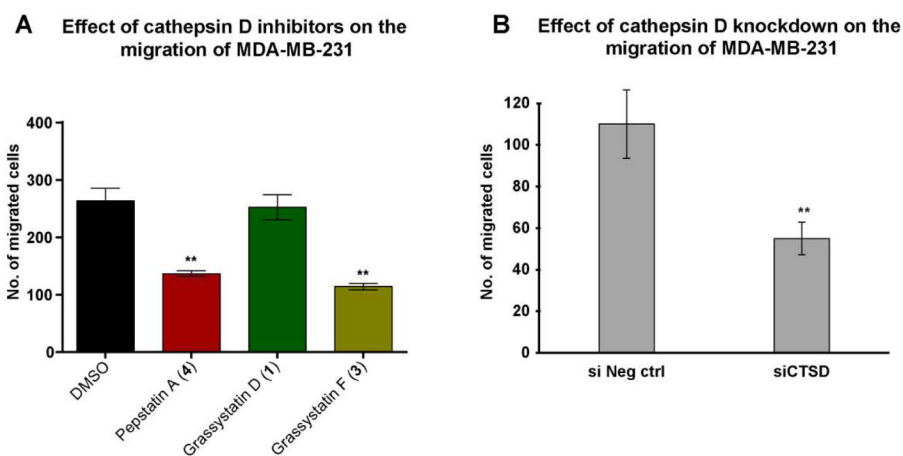 A
Effect of cathepsin D inhibitors on the
migration of MDA-MB-231
No. of migrated cells
400
300
200
100
0
**
**
DMSO
Pepstatin A (4)
Grassystatin D (1)
Grassystatin F (3)
B
Effect of cathepsin D knockdown on the
migration of MDA-MB-231
No. of migrated cells
120
100
80
60
40
20
0
**
si Neg ctrl
siCTSD